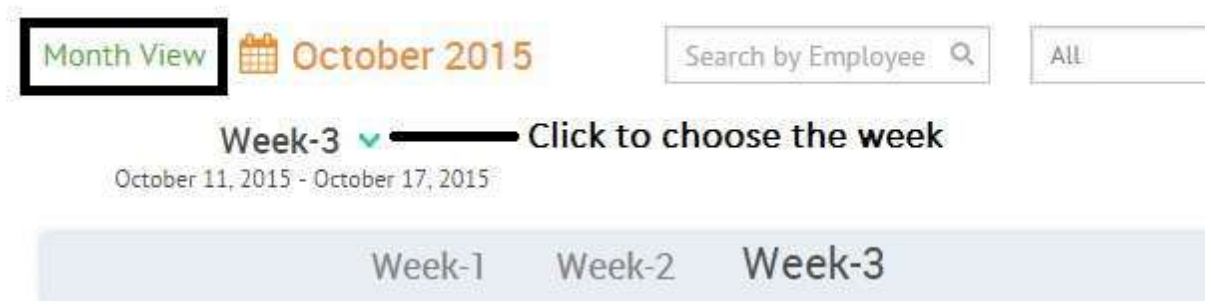 Month View October 2015 Search by Employee All
Week-3 Click to choose the week
October 11, 2015 - October 17, 2015
Week-1 Week-2 Week-3